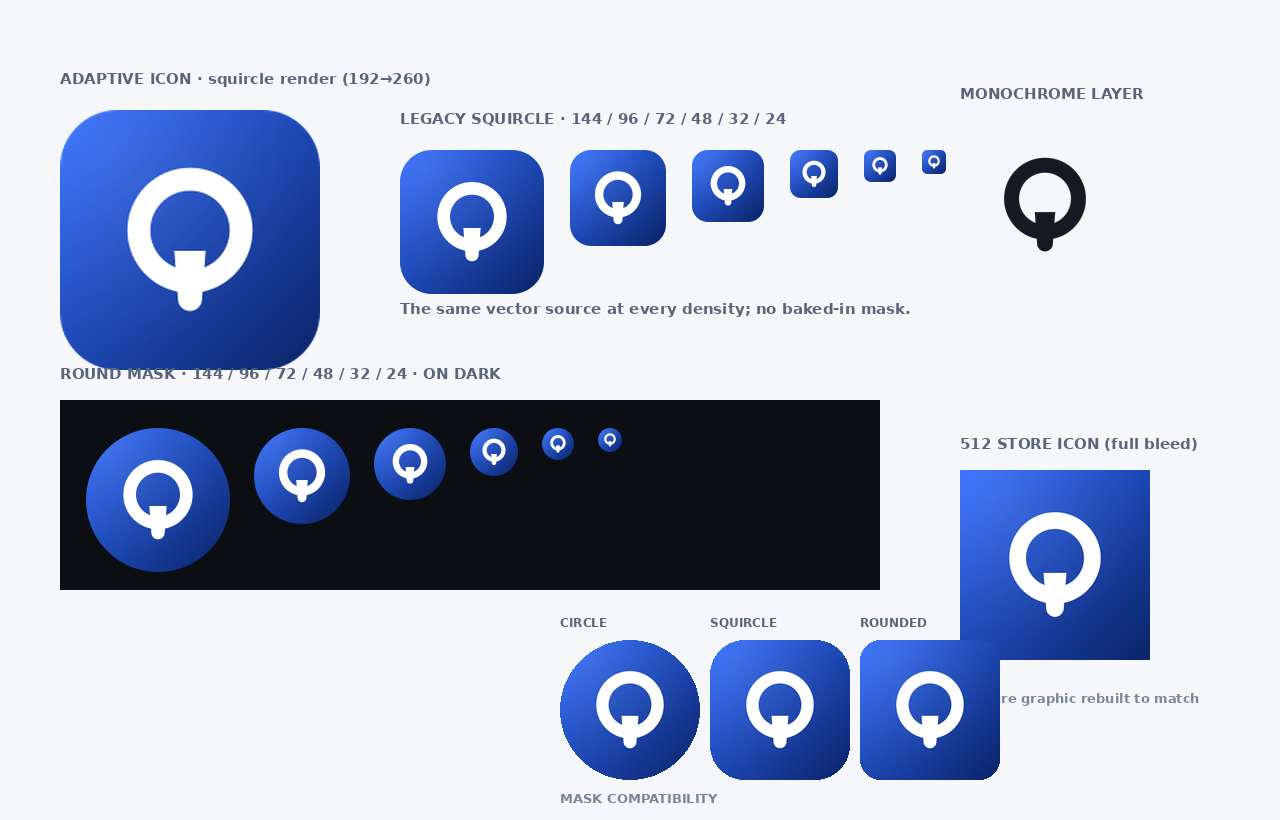 ADAPTIVE ICON · squircle render (192→260)
MONOCHROME LAYER
LEGACY SQUIRCLE · 144 / 96 / 72 / 48 / 32 / 24
The same vector source at every density; no baked-in mask.
ROUND MASK · 144 / 96 / 72 / 48 / 32 / 24 · ON DARK
512 STORE ICON (full bleed)
CIRCLE
SQUIRCLE
ROUNDED
graphic rebuilt to match
MASK COMPATIBILITY